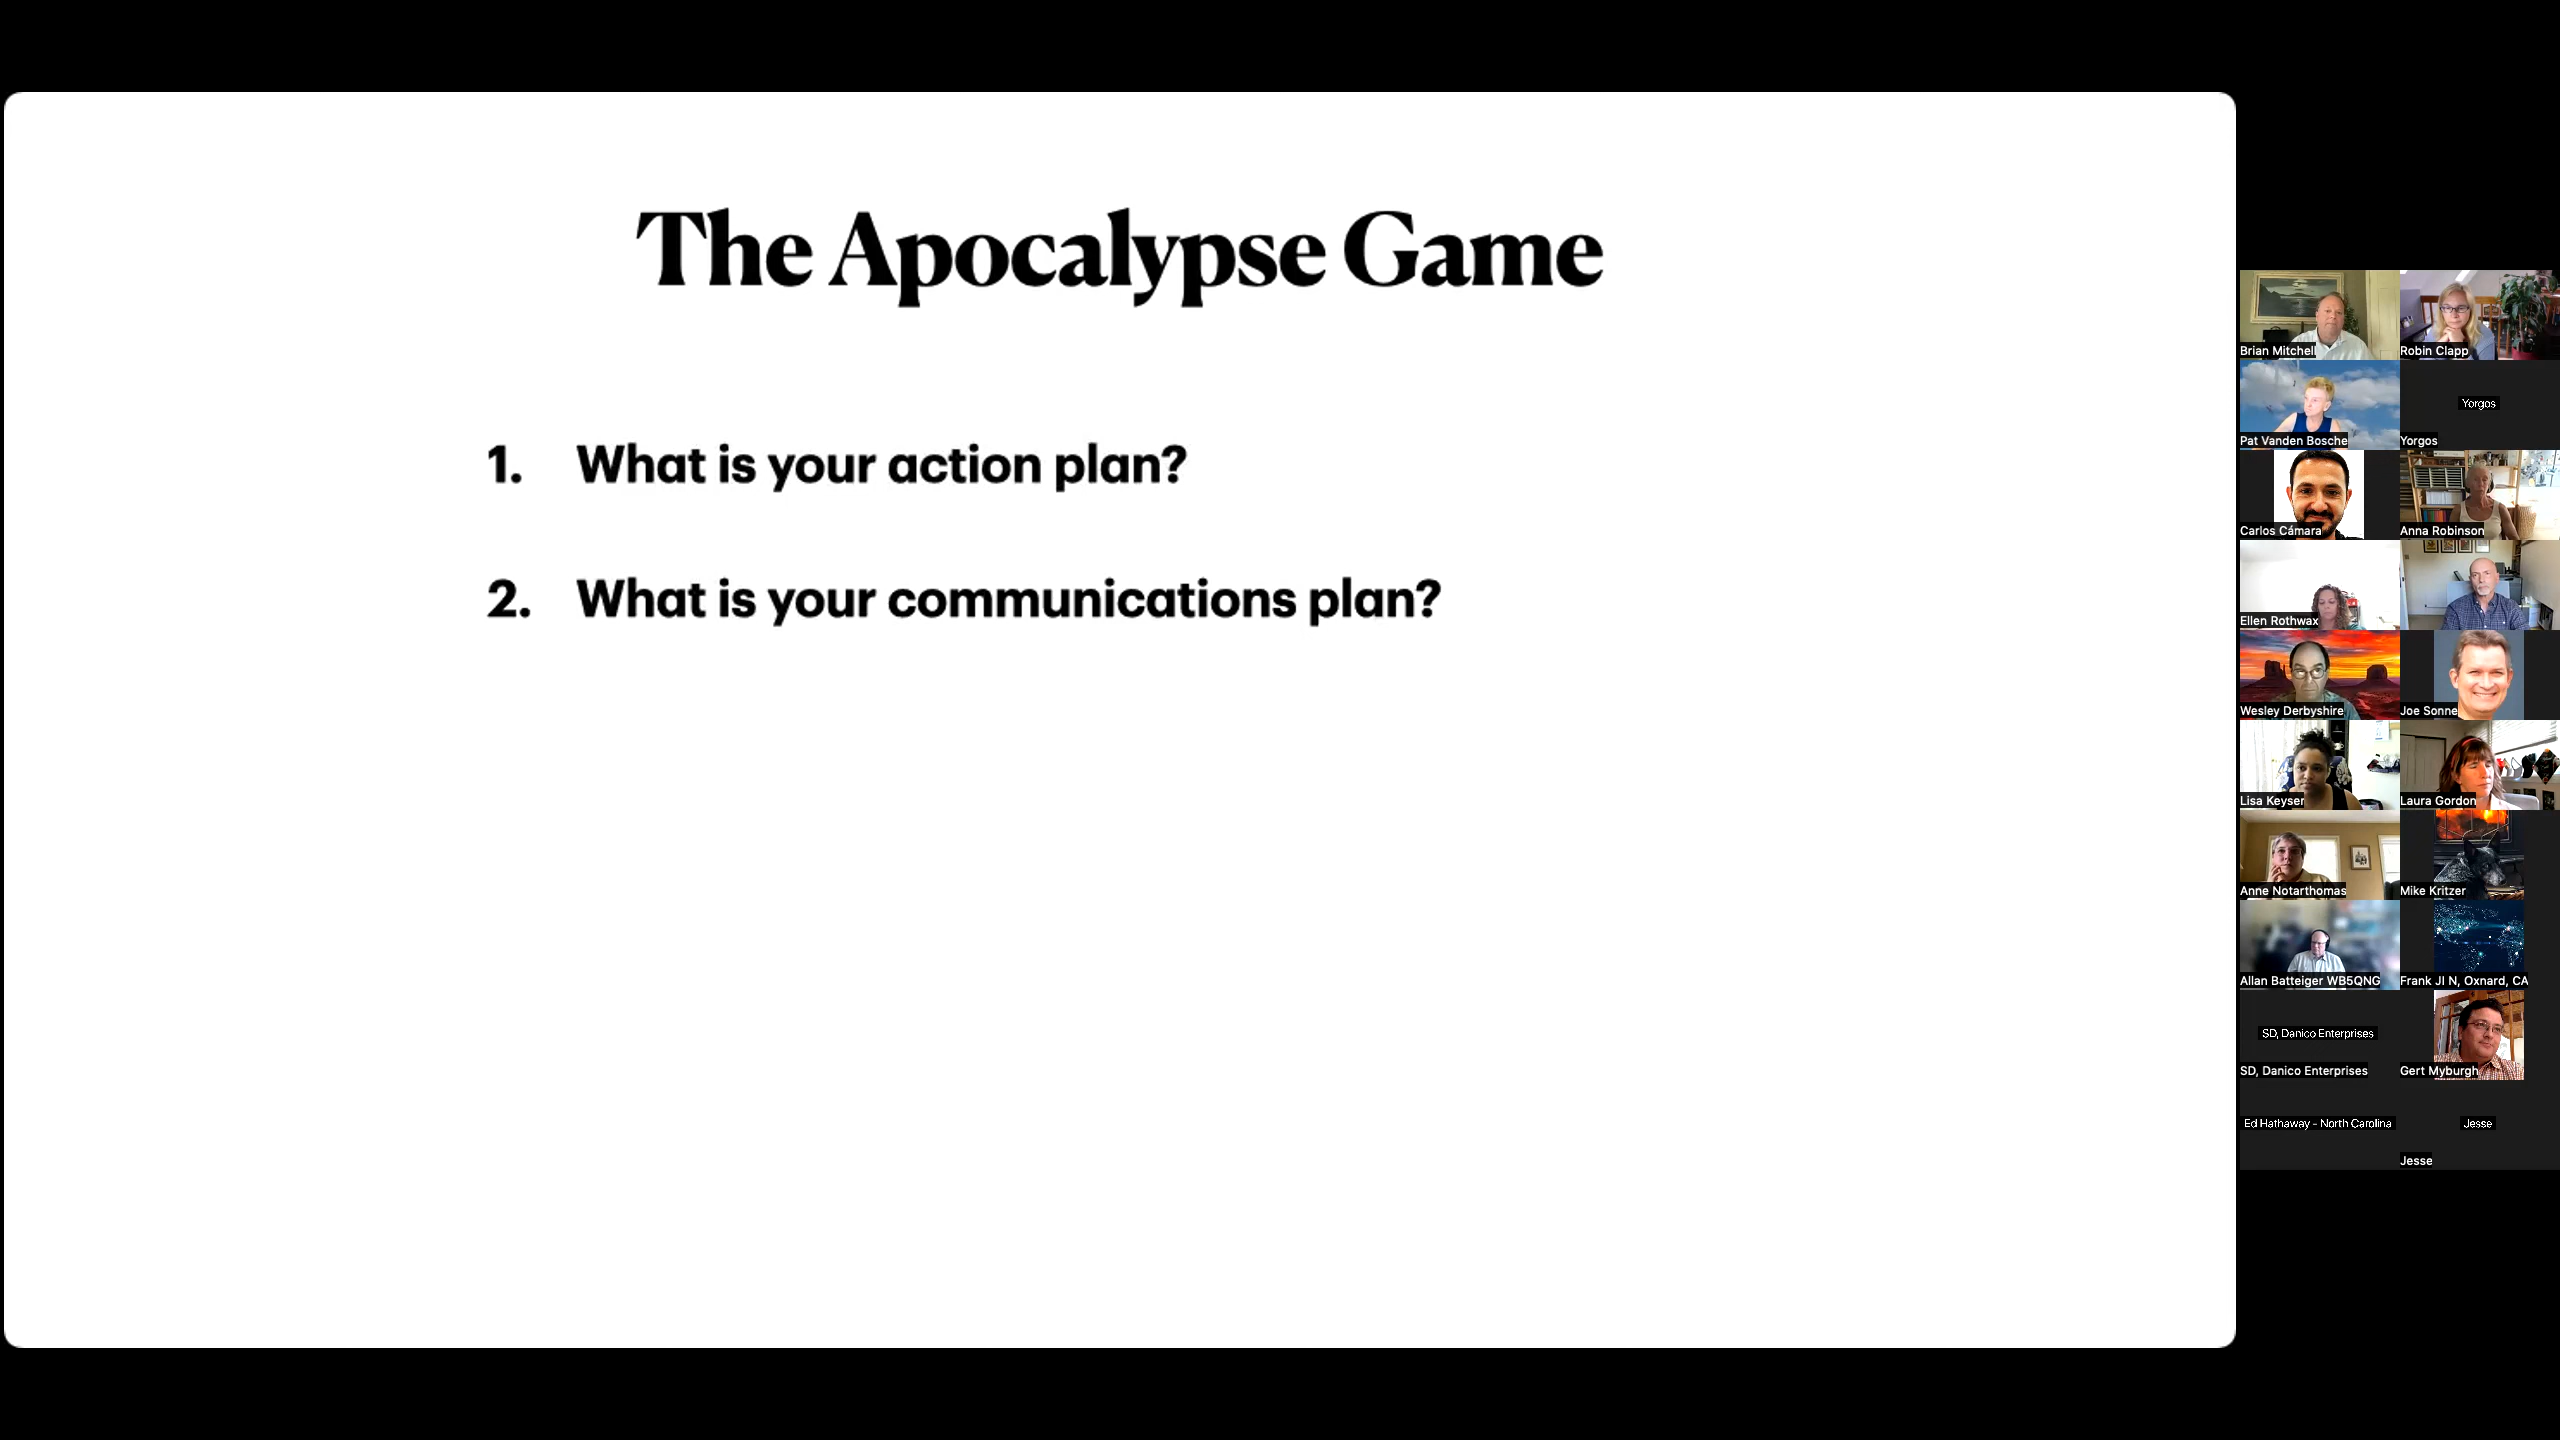 The Apocalypse Game
1. What is your action plan?
2. What is your communications plan?
Brian Mitchell
Robin Clapp
Pat Vanden Bosche
Yorgos
Yorgos
Carlos Cámara
Anna Robinson
Ellen Rothwax
Wesley Derbyshire
Joe Sonne
Lisa Keyser
Laura Gordon
Anne Notarthomas
Mike Kritzer
Allan Batteiger WB5QNG
Frank JI N, Oxnard, CA
SD, Danico Enterprises
SD, Danico Enterprises
Gert Myburgh
Ed Hathaway - North Carolina
Jesse
Jesse